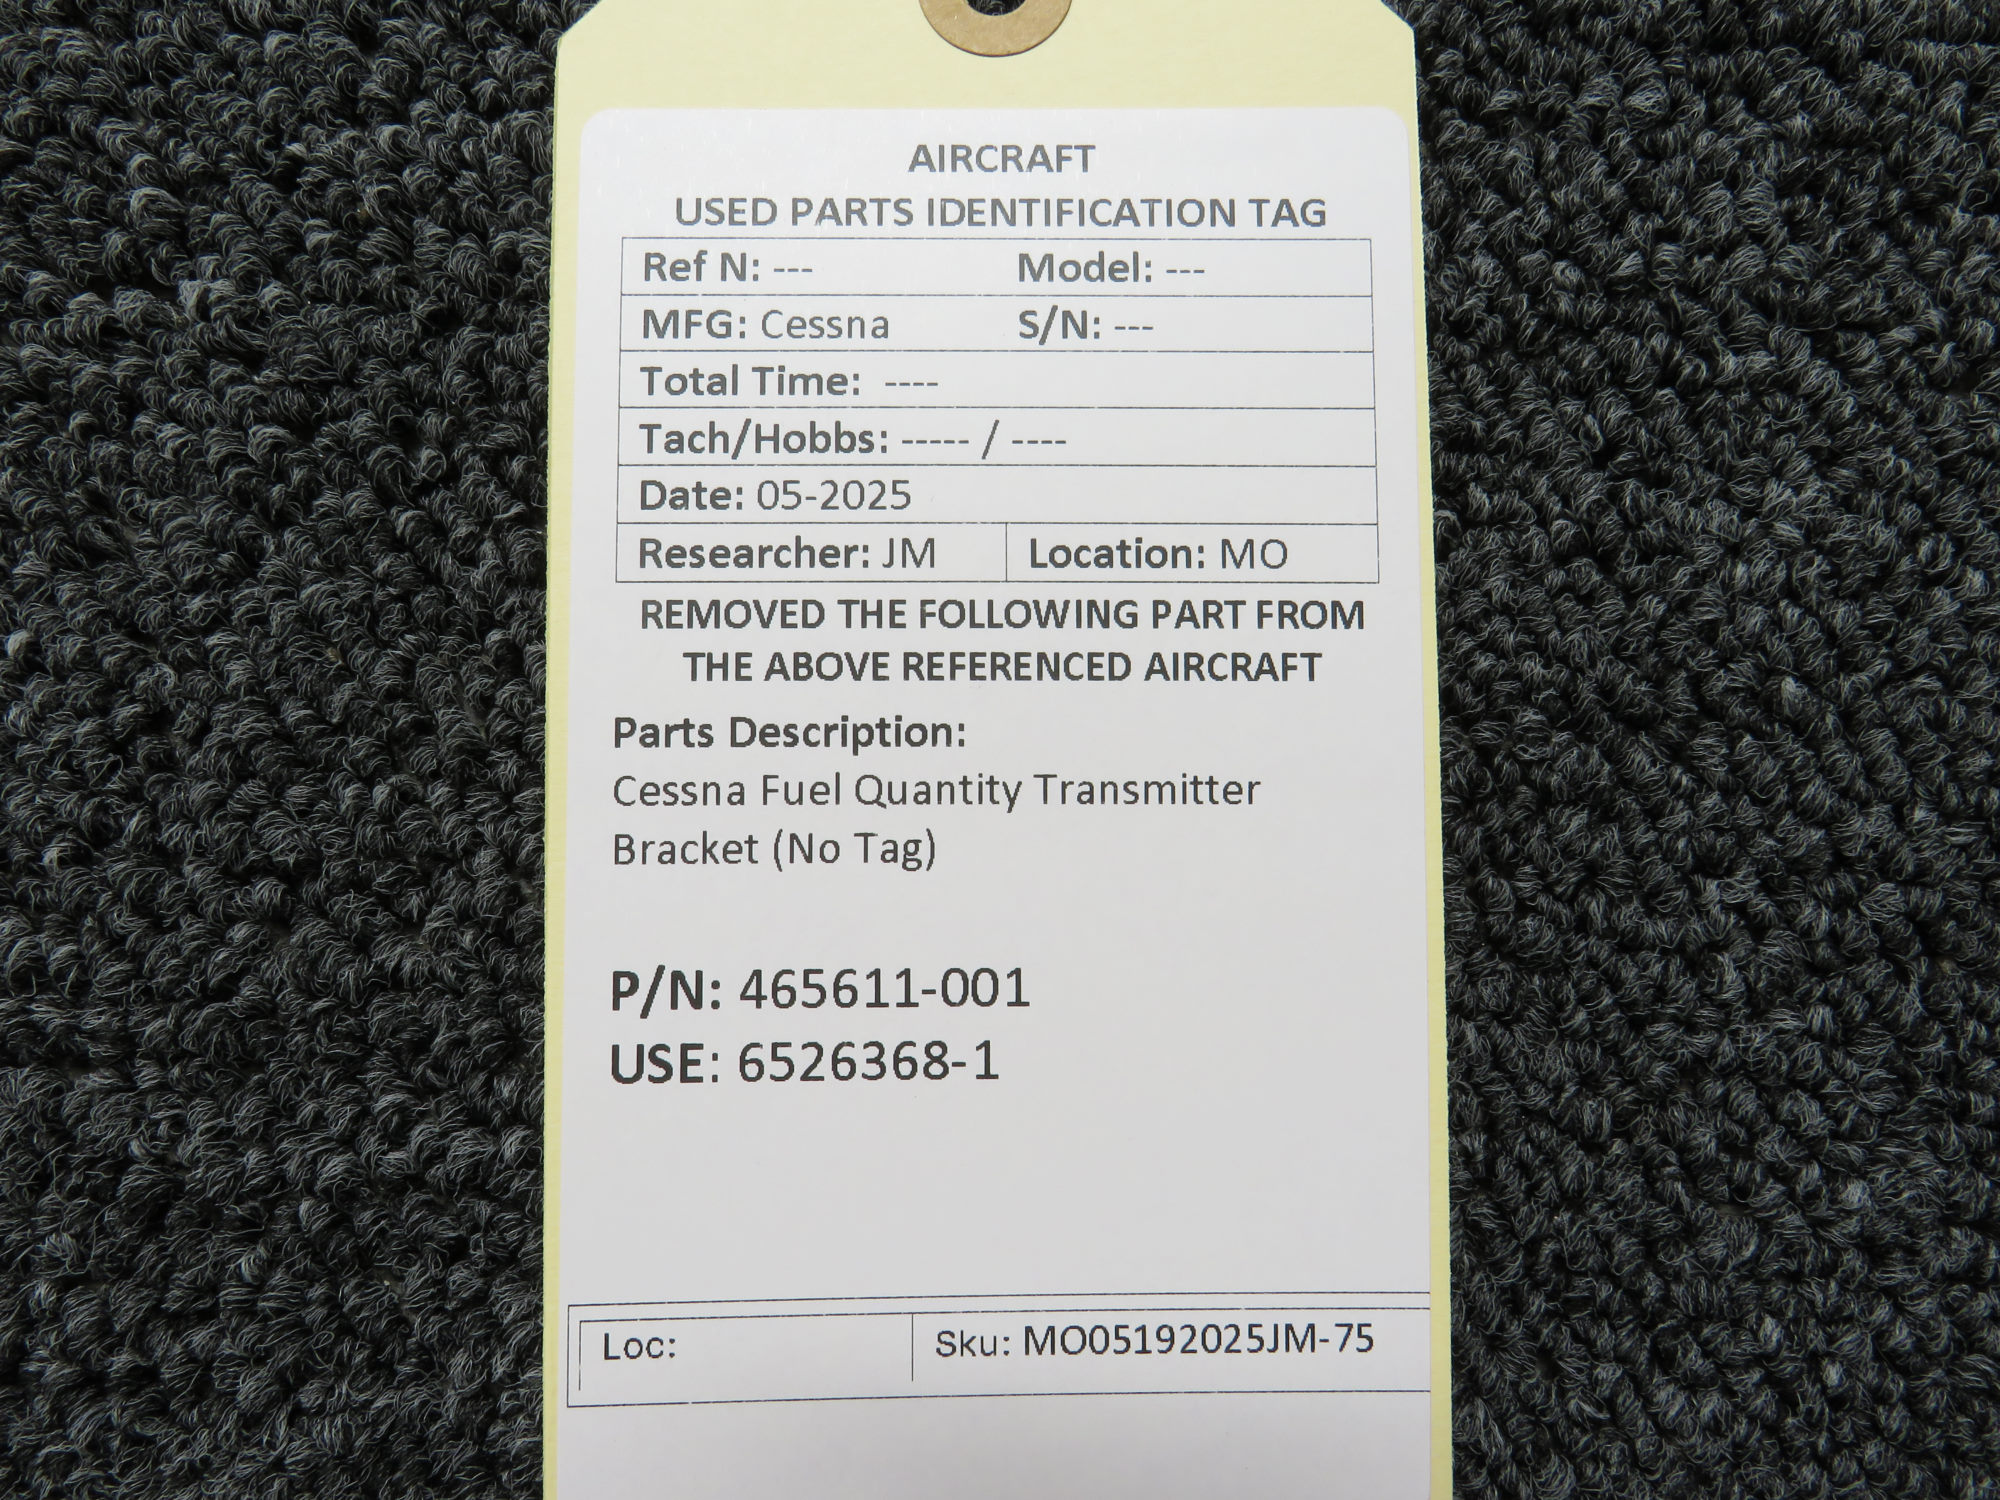 AIRCRAFT
USED PARTS IDENTIFICATION TAG
Ref N: --- Model: ---
MFG: Cessna S/N: ---
Total Time: ----
Tach/Hobbs: ----- / ----
Date: 05-2025
Researcher: JM Location: MO
REMOVED THE FOLLOWING PART FROM
THE ABOVE REFERENCED AIRCRAFT
Parts Description:
Cessna Fuel Quantity Transmitter
Bracket (No Tag)
P/N: 465611-001
USE: 6526368-1
Loc: Sku: MO05192025JM-75